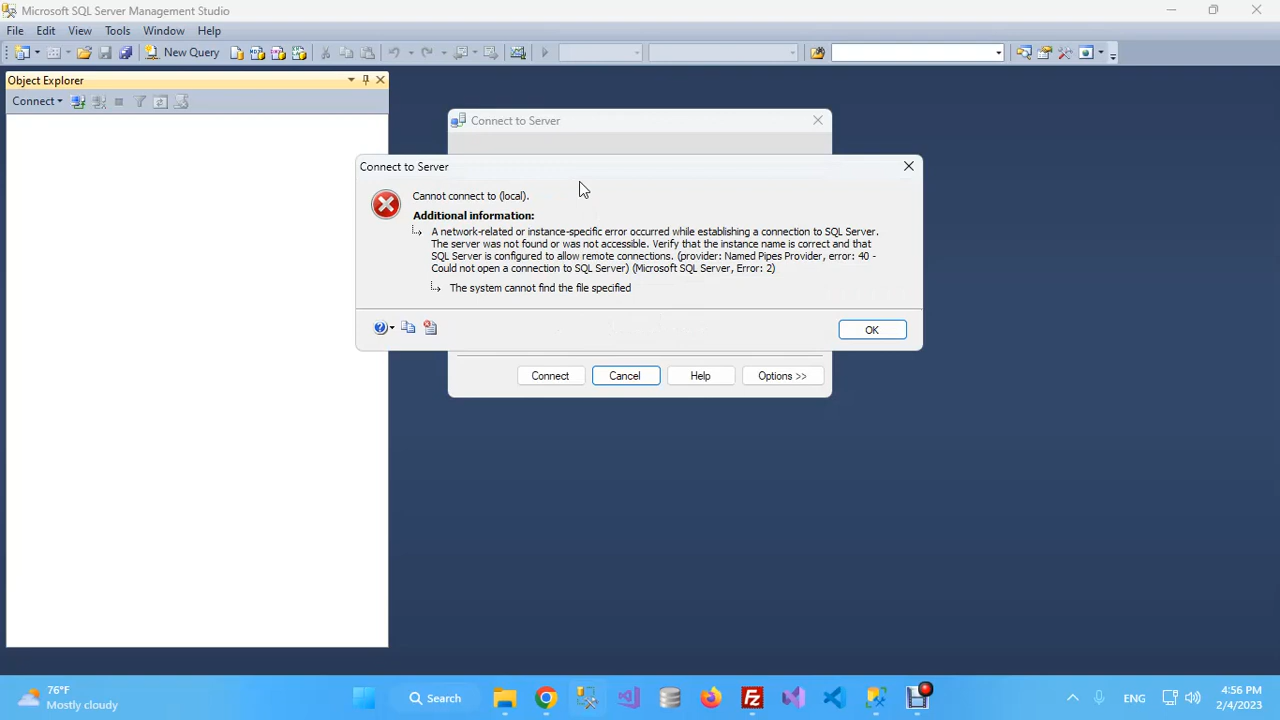 Microsoft SQL Server Management Studio
File Edit View Tools Window Help
New Query
Object Explorer
Connect
Connect to Server
Connect to Server
Cannot connect to (local).
Additional information:
A network-related or instance-specific error occurred while establishing a connection to SQL Server.
The server was not found or was not accessible. Verify that the instance name is correct and that
SQL Server is configured to allow remote connections. (provider: Named Pipes Provider, error: 40 -
Could not open a connection to SQL Server) (Microsoft SQL Server, Error: 2)
The system cannot find the file specified
OK
Connect Cancel Help Options >>
76°F
Mostly cloudy
Search
ENG
4:56 PM
2/4/2023